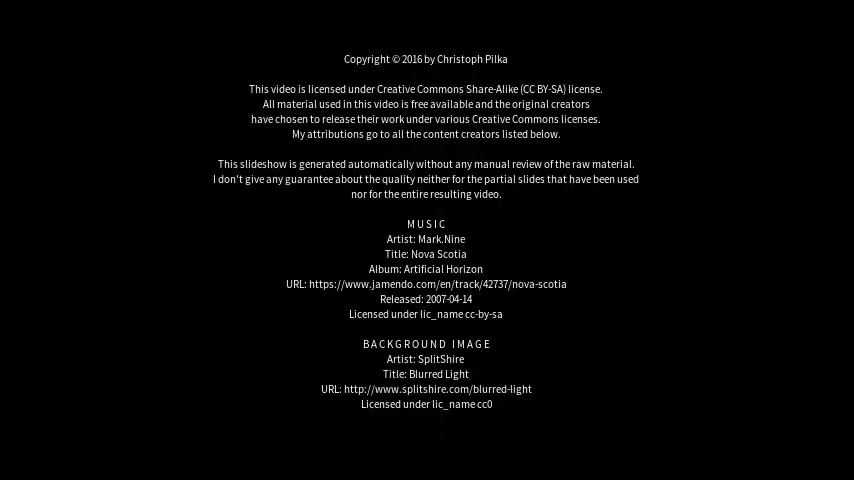 Copyright © 2016 by Christoph Pilka
This video is licensed under Creative Commons Share-Alike (CC BY-SA) license.
All material used in this video is free available and the original creators
have chosen to release their work under various Creative Commons licenses.
My attributions go to all the content creators listed below.
This slideshow is generated automatically without any manual review of the raw material.
I don't give any guarantee about the quality neither for the partial slides that have been used
nor for the entire resulting video.
MUSIC
Artist: Mark.Nine
Title: Nova Scotia
Album: Artificial Horizon
URL: https://www.jamendo.com/en/track/42737/nova-scotia
Released: 2007-04-14
Licensed under lic_name cc-by-sa
BACKGROUND IMAGE
Artist: SplitShire
Title: Blurred Light
URL: http://www.splitshire.com/blurred-light
Licensed under lic_name cc0